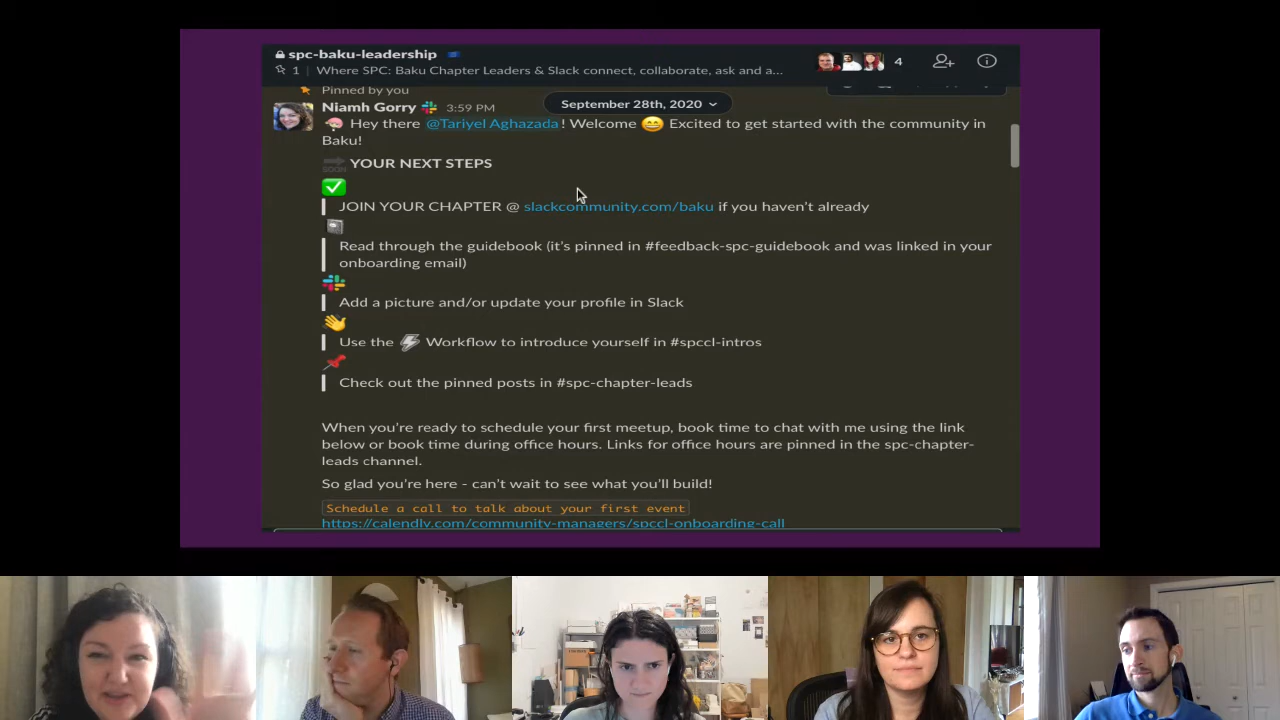 spc-baku-leadership
1 | Where SPC: Baku Chapter Leaders & Slack connect, collaborate, ask and a...
4
Pinned by you
Niamh Gorry 3:59 PM
September 28th, 2020
Hey there @Tariyel Aghazada! Welcome Excited to get started with the community in
Baku!
SOON YOUR NEXT STEPS
JOIN YOUR CHAPTER @ slackcommunity.com/baku if you haven't already
Read through the guidebook (it's pinned in #feedback-spc-guidebook and was linked in your
onboarding email)
Add a picture and/or update your profile in Slack
Use the Workflow to introduce yourself in #spccl-intros
Check out the pinned posts in #spc-chapter-leads
When you're ready to schedule your first meetup, book time to chat with me using the link
below or book time during office hours. Links for office hours are pinned in the spc-chapter-
leads channel.
So glad you're here - can't wait to see what you'll build!
Schedule a call to talk about your first event
https://calendly.com/community-managers/spccl-onboarding-call